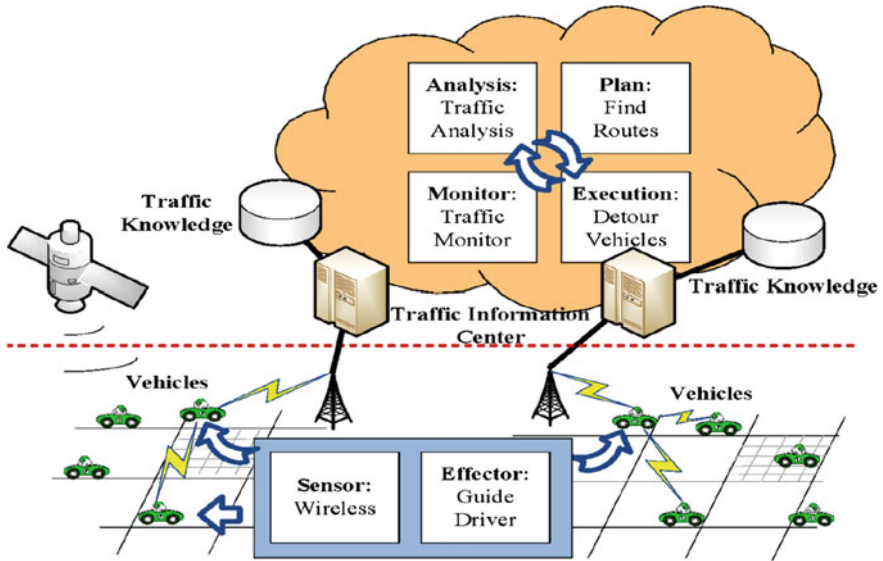 Analysis:
Traffic
Analysis
Plan:
Find
Routes
Monitor:
Traffic
Monitor
Execution:
Detour
Vehicles
Traffic
Knowledge
Traffic Knowledge
Traffic Information
Center
Vehicles
Vehicles
Sensor:
Wireless
Effector:
Guide
Driver